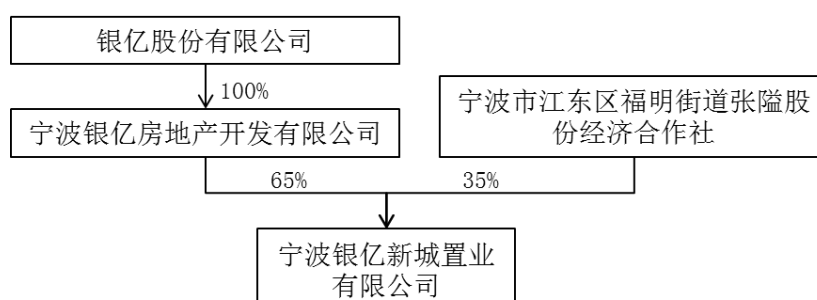 银亿股份有限公司
100%
宁波银亿房地产开发有限公司
宁波市江东区福明街道张隘股
份经济合作社
65%
35%
宁波银亿新城置业
有限公司